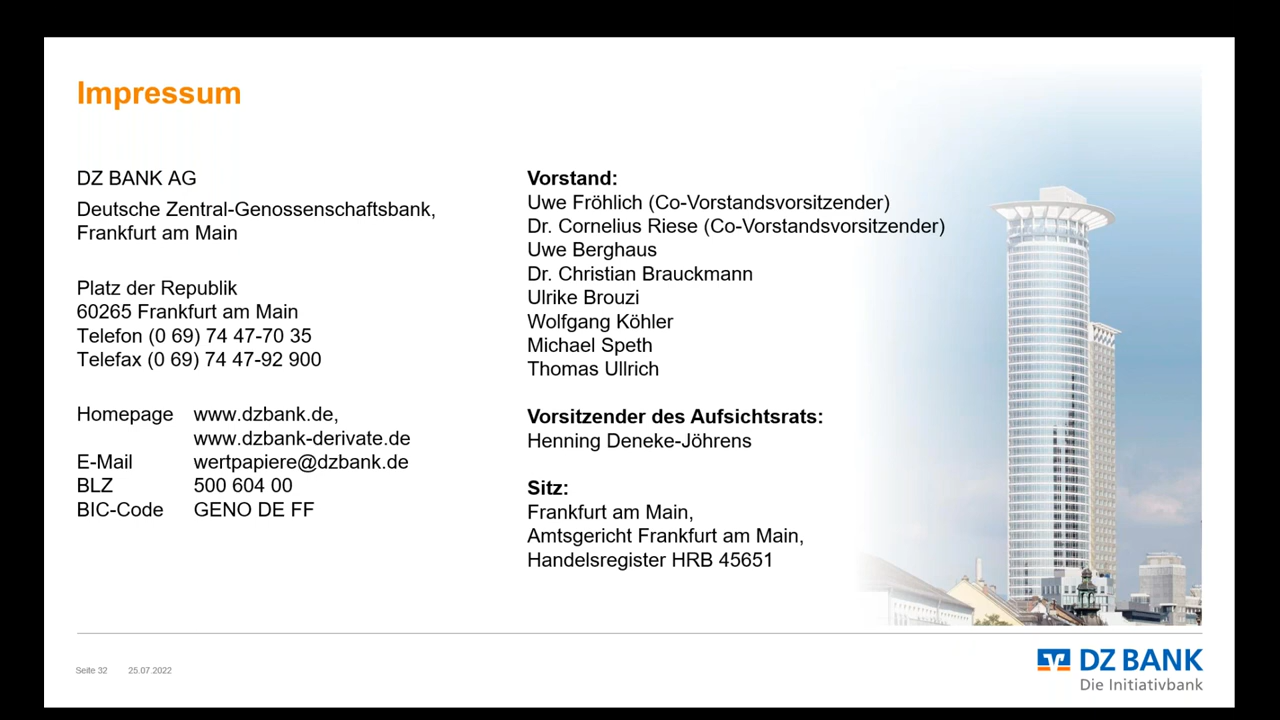 Impressum
DZ BANK AG
Deutsche Zentral-Genossenschaftsbank,
Frankfurt am Main
Platz der Republik
60265 Frankfurt am Main
Telefon (0 69) 74 47-70 35
Telefax (0 69) 74 47-92 900
Homepage www.dzbank.de,
www.dzbank-derivate.de
E-Mail wertpapiere@dzbank.de
BLZ 500 604 00
BIC-Code GENO DE FF
Vorstand:
Uwe Fröhlich (Co-Vorstandsvorsitzender)
Dr. Cornelius Riese (Co-Vorstandsvorsitzender)
Uwe Berghaus
Dr. Christian Brauckmann
Ulrike Brouzi
Wolfgang Köhler
Michael Speth
Thomas Ullrich
Vorsitzender des Aufsichtsrats:
Henning Deneke-Jöhrens
Sitz:
Frankfurt am Main,
Amtsgericht Frankfurt am Main,
Handelsregister HRB 45651
Seite 32 25.07.2022
DZ BANK
Die Initiativbank